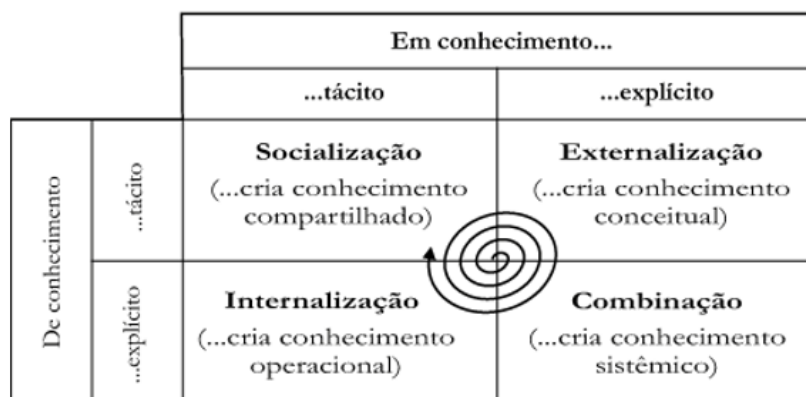 Em conhecimento...
...tácito
...explícito
De conhecimento
...tácito
Socialização
(...cria conhecimento
compartilhado)
Externalização
(...cria conhecimento
conceitual)
...explícito
Internalização
(...cria conhecimento
operacional)
Combinação
(...cria conhecimento
sistêmico)